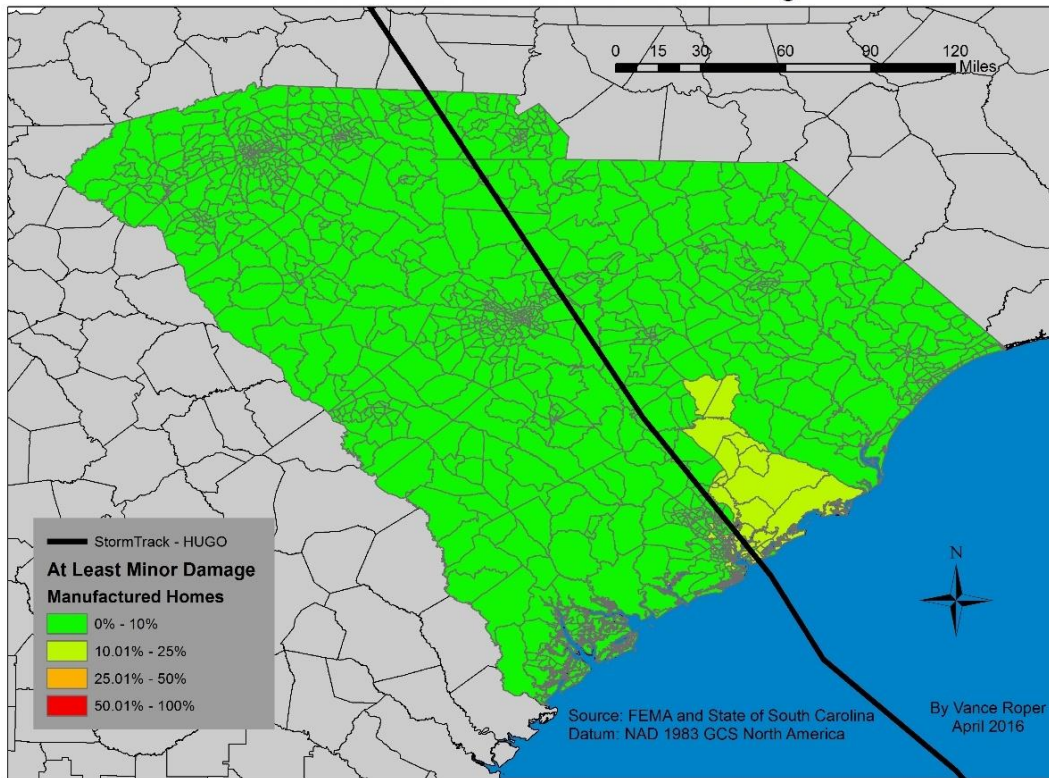 0 15 30 60 90 120
Miles
StormTrack - HUGO
At Least Minor Damage
Manufactured Homes
0% - 10%
10.01% - 25%
25.01% - 50%
50.01% - 100%
N
Source: FEMA and State of South Carolina
Datum: NAD 1983 GCS North America
By Vance Roper
April 2016